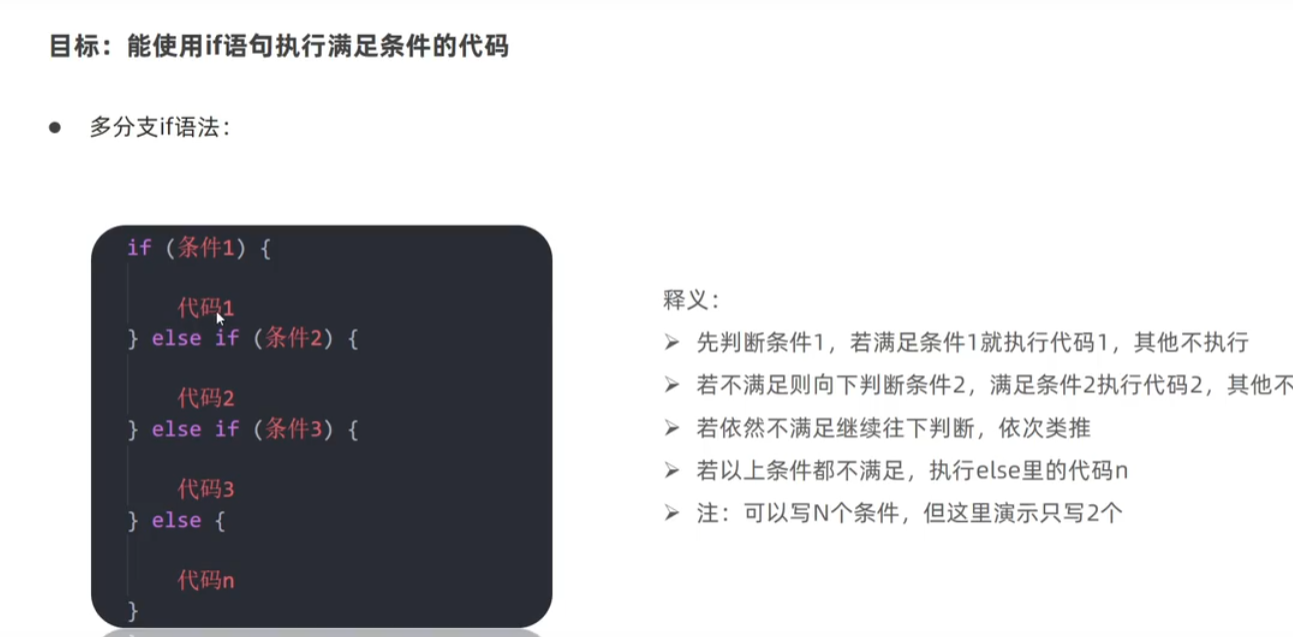 目标：能使用if语句执行满足条件的代码
● 多分支if语法：
if (条件1) {
代码1
} else if (条件2) {
代码2
} else if (条件3) {
代码3
} else {
代码n
}
释义：
➢ 先判断条件1，若满足条件1就执行代码1，其他不执行
➢ 若不满足则向下判断条件2，满足条件2执行代码2，其他不
➢ 若依然不满足继续往下判断，依次类推
➢ 若以上条件都不满足，执行else里的代码n
➢ 注：可以写N个条件，但这里演示只写2个